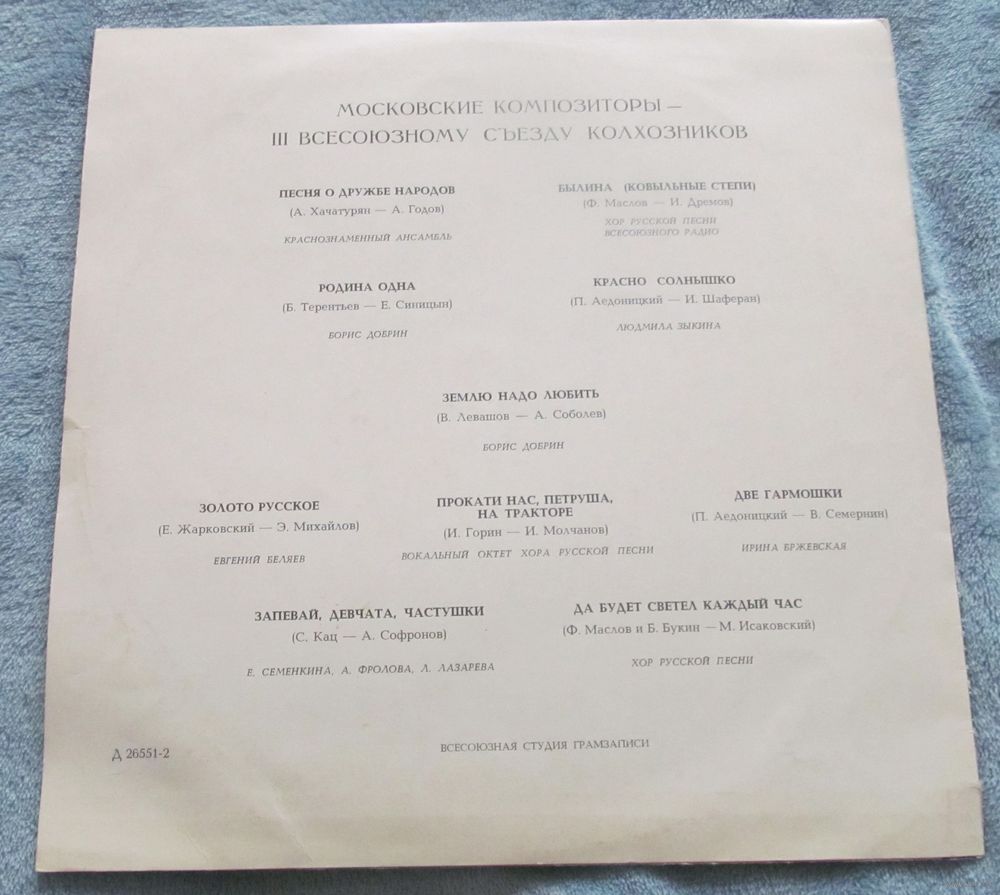 МОСКОВСКИЕ КОМПОЗИТОРЫ —
III ВСЕСОЮЗНОМУ СЪЕЗДУ КОЛХОЗНИКОВ
ПЕСНЯ О ДРУЖБЕ НАРОДОВ
(А. Хачатурян — А. Годов)
КРАСНОЗНАМЕННЫЙ АНСАМБЛЬ
БЫЛИНА (КОВЫЛЬНЫЕ СТЕПИ)
(Ф. Маслов — И. Дремов)
ХОР РУССКОЙ ПЕСНИ
ВСЕСОЮЗНОГО РАДИО
РОДИНА ОДНА
(Б. Терентьев — Е. Синицын)
БОРИС ДОБРИН
КРАСНО СОЛНЫШКО
(П. Аедоницкий — И. Шаферан)
ЛЮДМИЛА ЗЫКИНА
ЗЕМЛЮ НАДО ЛЮБИТЬ
(В. Левашов — А. Соболев)
БОРИС ДОБРИН
ЗОЛОТО РУССКОЕ
(Е. Жарковский — Э. Михайлов)
ЕВГЕНИЙ БЕЛЯЕВ
ПРОКАТИ НАС, ПЕТРУША,
НА ТРАКТОРЕ
(И. Горин — И. Молчанов)
ВОКАЛЬНЫЙ ОКТЕТ ХОРА РУССКОЙ ПЕСНИ
ДВЕ ГАРМОШКИ
(П. Аедоницкий — В. Семернин)
ИРИНА БРЖЕВСКАЯ
ЗАПЕВАЙ, ДЕВЧАТА, ЧАСТУШКИ
(С. Кац — А. Софронов)
Е. СЕМЕНКИНА, А. ФРОЛОВА, Л. ЛАЗАРЕВА
ДА БУДЕТ СВЕТЕЛ КАЖДЫЙ ЧАС
(Ф. Маслов и Б. Букин — М. Исаковский)
ХОР РУССКОЙ ПЕСНИ
Д 26551-2
ВСЕСОЮЗНАЯ СТУДИЯ ГРАМЗАПИСИ